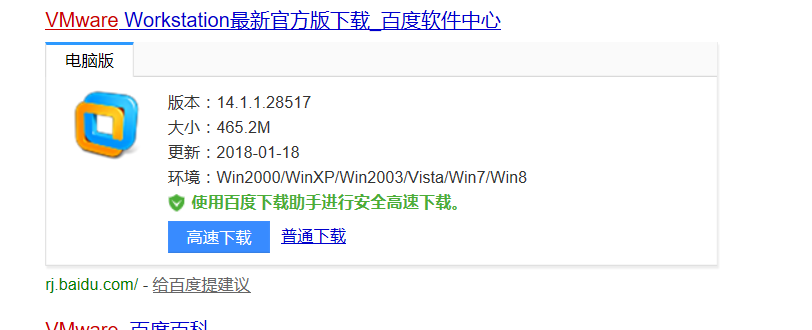 VMware Workstation最新官方版下载_百度软件中心
电脑版
版本：14.1.1.28517
大小：465.2M
更新：2018-01-18
环境：Win2000/WinXP/Win2003/Vista/Win7/Win8
使用百度下载助手进行安全高速下载。
高速下载 普通下载
rj.baidu.com/ - 给百度提建议
VMware_百度百科